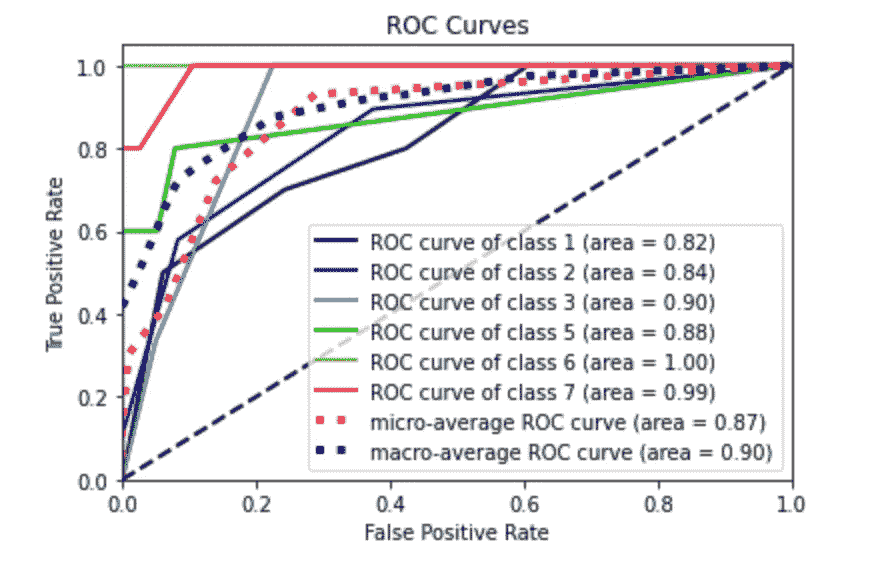 ROC Curves
True Positive Rate
1.0
0.8
0.6
0.4
0.2
0.0
ROC curve of class 1 (area = 0.82)
ROC curve of class 2 (area = 0.84)
ROC curve of class 3 (area = 0.90)
ROC curve of class 5 (area = 0.88)
ROC curve of class 6 (area = 1.00)
ROC curve of class 7 (area = 0.99)
micro-average ROC curve (area = 0.87)
macro-average ROC curve (area = 0.90)
0.0 0.2 0.4 0.6 0.8 1.0
False Positive Rate